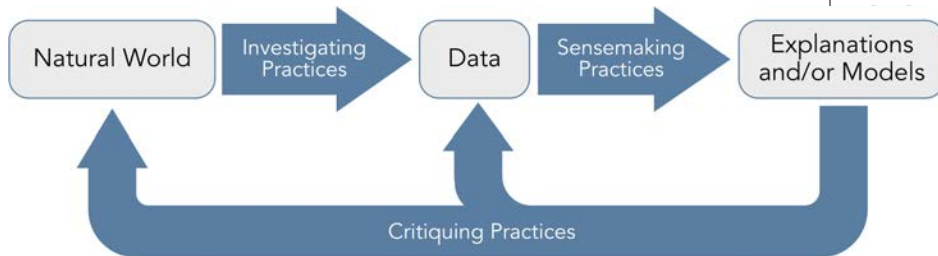 Natural World
Investigating
Practices
Data
Sensemaking
Practices
Explanations
and/or Models
Critiquing Practices